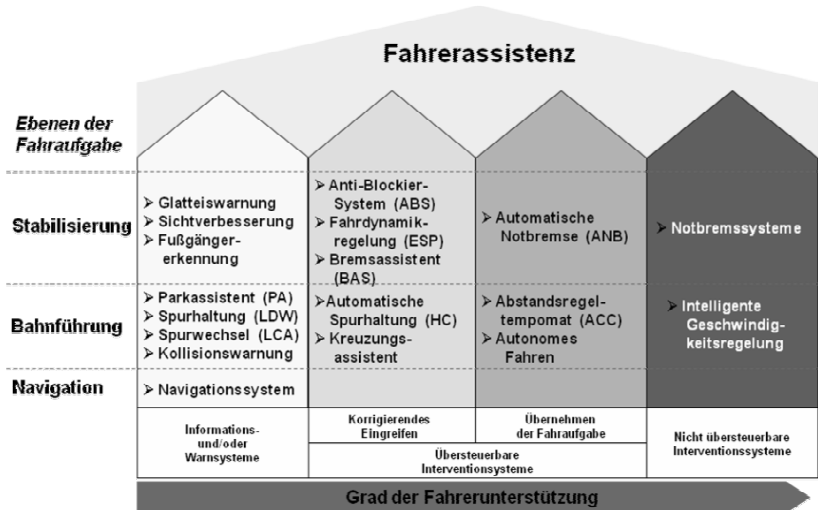 Fahrerassistenz
Ebenen der
Fahraufgabe
Stabilisierung
➢ Glatteiswarnung
➢ Sichtverbesserung
➢ Fußgänger-
erkennung
➢ Anti-Blockier-
System (ABS)
➢ Fahrdynamik-
regelung (ESP)
➢ Bremsassistent
(BAS)
➢ Automatische
Notbremse (ANB)
➢ Notbremssysteme
Bahnführung
➢ Parkassistent (PA)
➢ Spurhaltung (LDW)
➢ Spurwechsel (LCA)
➢ Kollisionswarnung
➢ Automatische
Spurhaltung (HC)
➢ Kreuzungs-
assistent
➢ Abstandsregel-
tempomat (ACC)
➢ Autonomes
Fahren
➢ Intelligente
Geschwindig-
keitsregelung
Navigation
➢ Navigationssystem
Informations-
und/oder
Warnsysteme
Korrigierendes
Eingreifen
Übernehmen
der Fahraufgabe
Übersteuerbare
Interventionsysteme
Nicht übersteuerbare
Interventionssysteme
Grad der Fahrerunterstützung